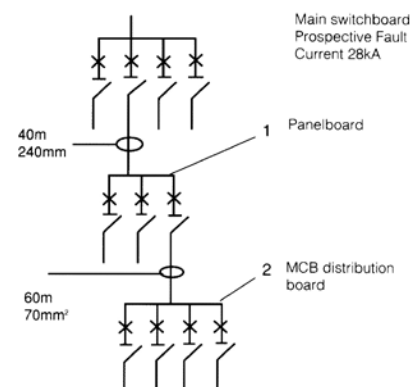 Main switchboard
Prospective Fault
Current 28kA
40m
240mm
1 Panelboard
2 MCB distribution
board
60m
70mm²